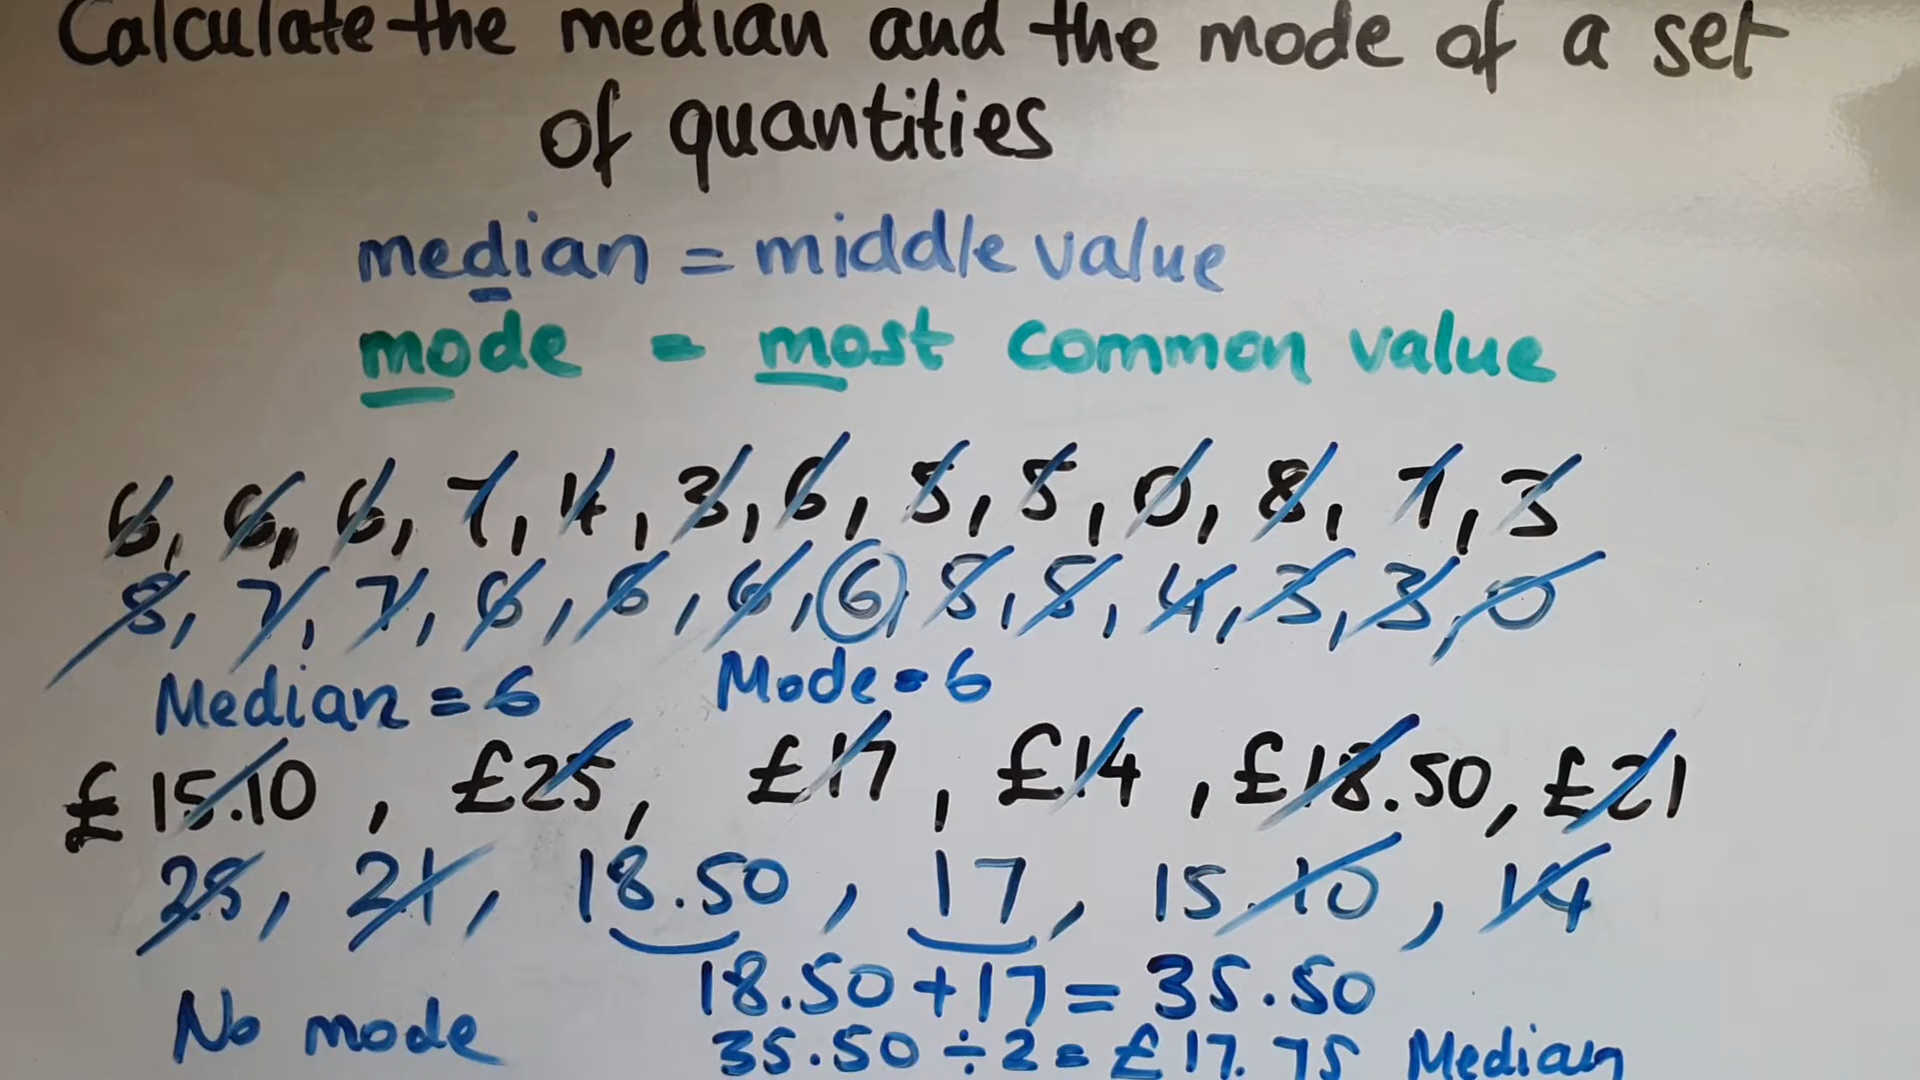 Calculate the median and the mode of a set
of quantities
median = middle value
mode = most common value
6, 6, 6, 7, 4, 3, 6, 5, 5, 0, 8, 7, 3
8, 7, 7, 6, 6, 6, 6, 5, 5, 4, 3, 3, 0
Median = 6 Mode = 6
£15.10, £25, £17, £14, £18.50, £21
25, 21, 18.50, 17, 15.10, 14
18.50+17=35.50
No mode
35.50÷2=£17.75 Median